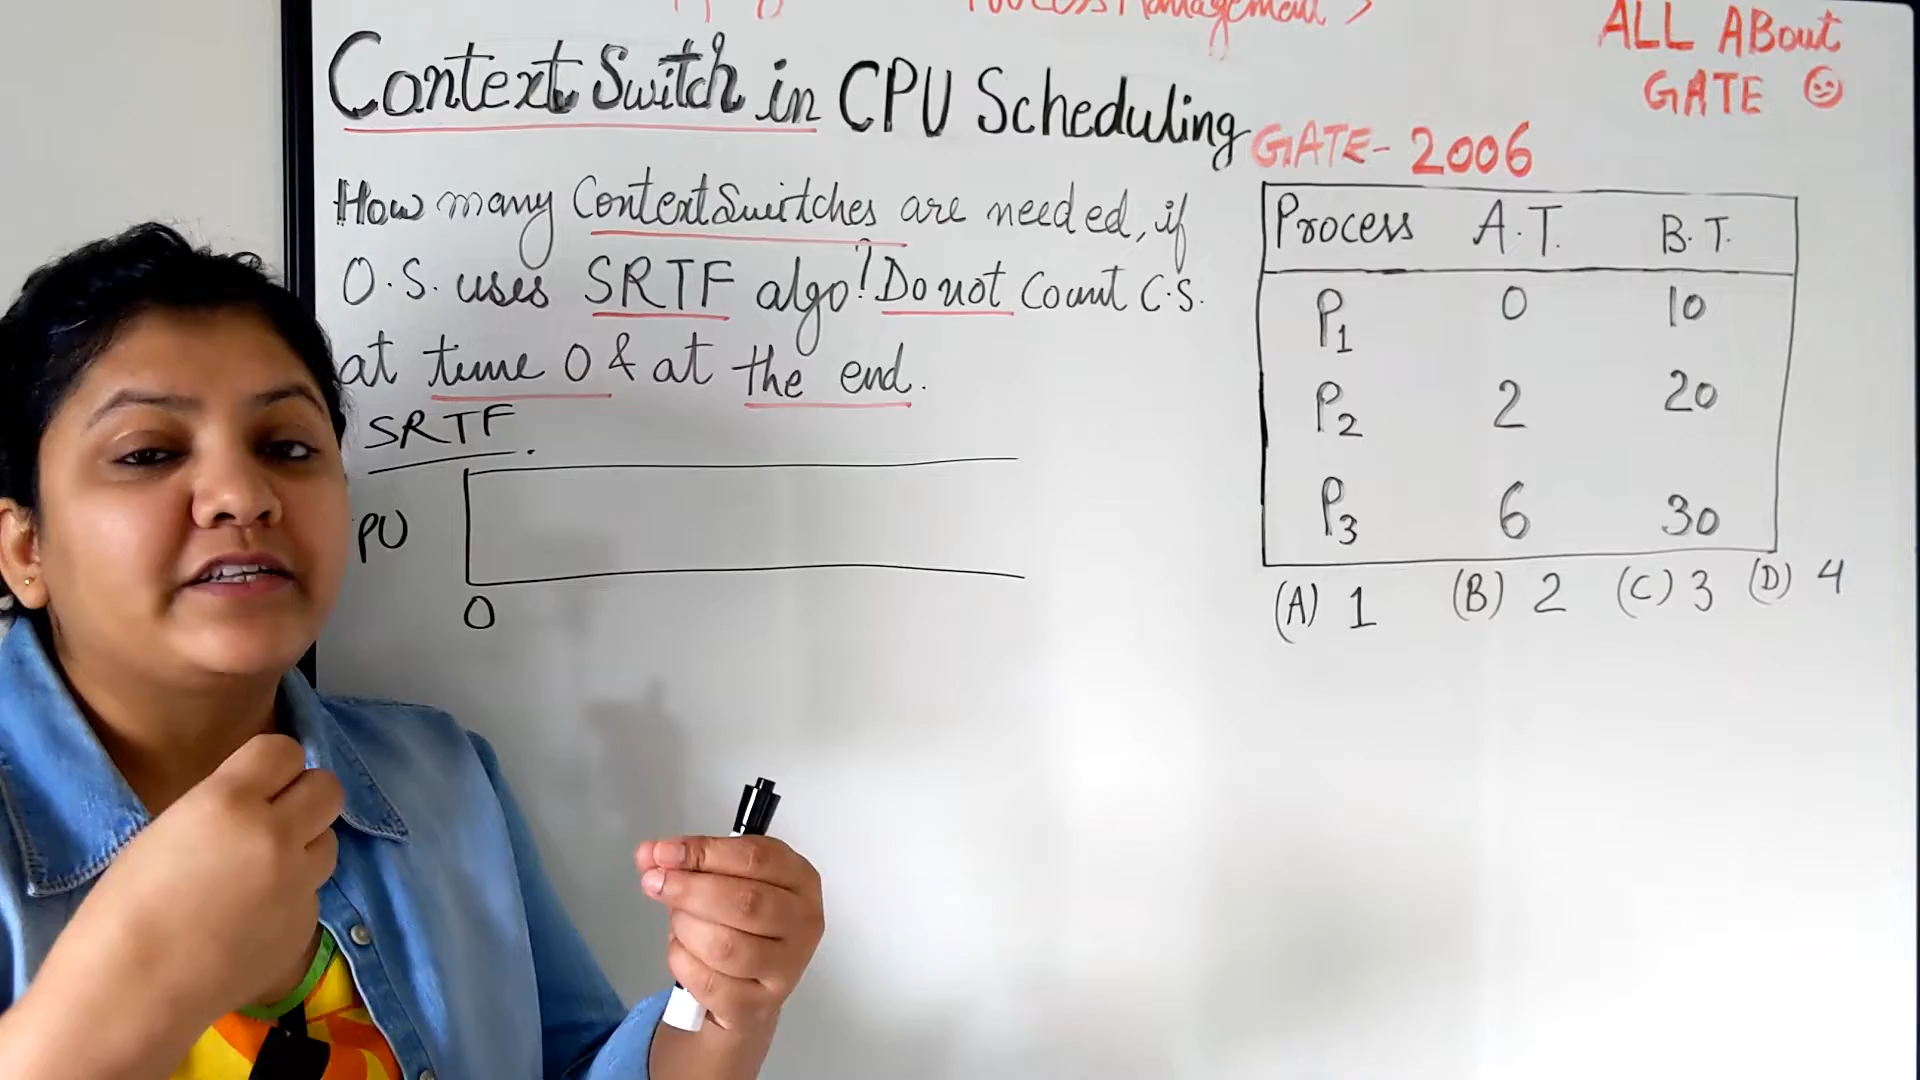 Management >
ALL ABout
GATE
Context Switch in CPU Scheduling
GATE- 2006
How many Context Switches are needed, if
O.S. uses SRTF algo? Do not Count C.S.
at time 0 & at the end.
SRTF.
PU
0
Process A.T. B.T.
P1 0 10
P2 2 20
P3 6 30
(A) 1 (B) 2 (C) 3 (D) 4